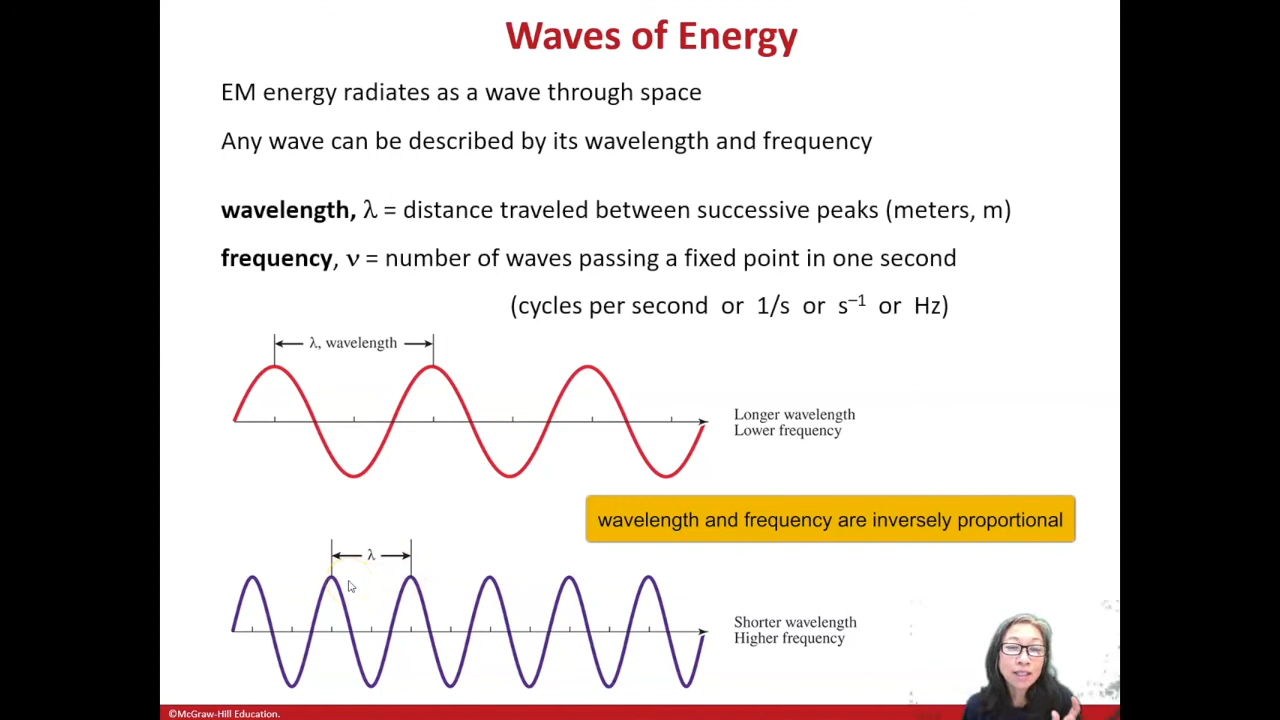 Waves of Energy
EM energy radiates as a wave through space
Any wave can be described by its wavelength and frequency
wavelength, λ = distance traveled between successive peaks (meters, m)
frequency, ν = number of waves passing a fixed point in one second
(cycles per second or 1/s or s⁻¹ or Hz)
λ, wavelength
Longer wavelength
Lower frequency
wavelength and frequency are inversely proportional
λ
Shorter wavelength
Higher frequency
©McGraw-Hill Education.